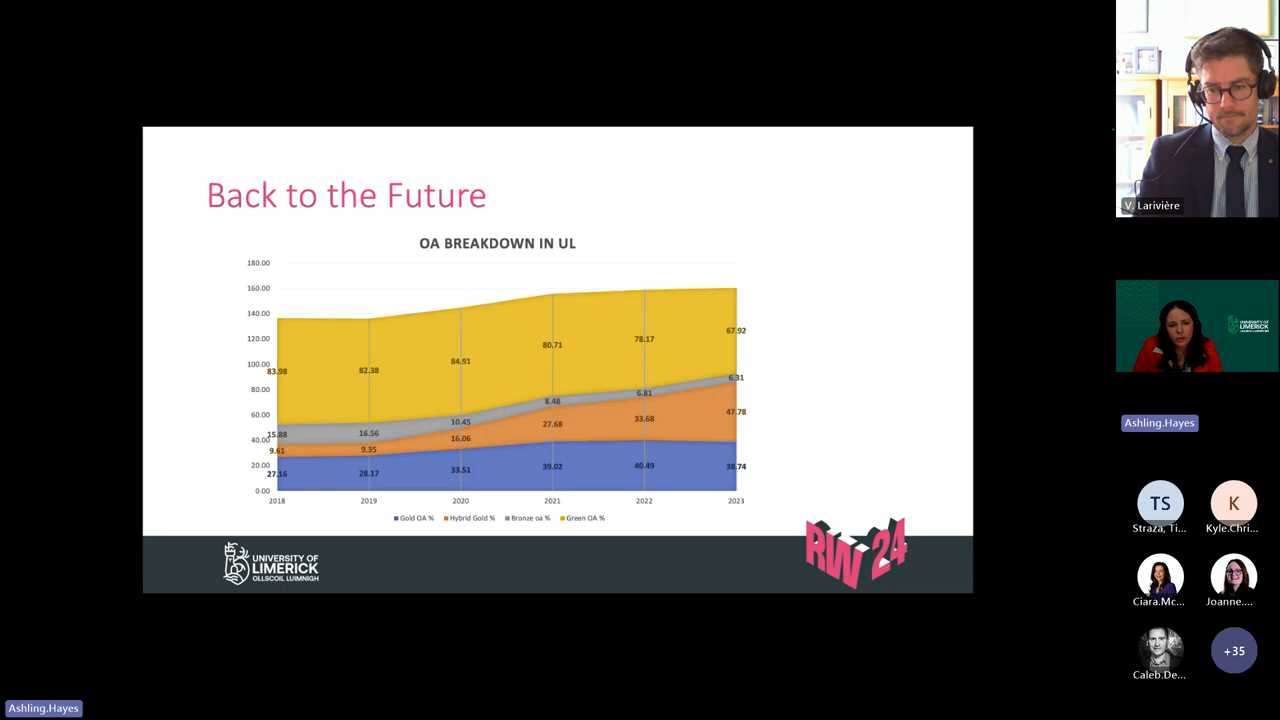 Back to the Future
OA BREAKDOWN IN UL
180.00
160.00
140.00
120.00
100.00
80.00
60.00
40.00
20.00
0.00
83.98
82.38
84.91
80.71
78.17
67.92
15.88
16.56
10.45
8.48
6.81
6.31
9.61
9.35
16.06
27.68
33.68
47.78
27.16
28.17
33.51
39.02
40.49
38.74
2018 2019 2020 2021 2022 2023
Gold OA % Hybrid Gold % Bronze oa % Green OA %
UNIVERSITY OF
LIMERICK
OLLSCOIL LUIMNIGH
RW 24
V. Larivière
UNIVERSITY OF
LIMERICK
OLLSCOIL LUIMNIGH
Ashling.Hayes
TS K
Straza, Ti... Kyle.Chri...
Ciara.Mc... Joanne....
Caleb.De... +35
Ashling.Hayes